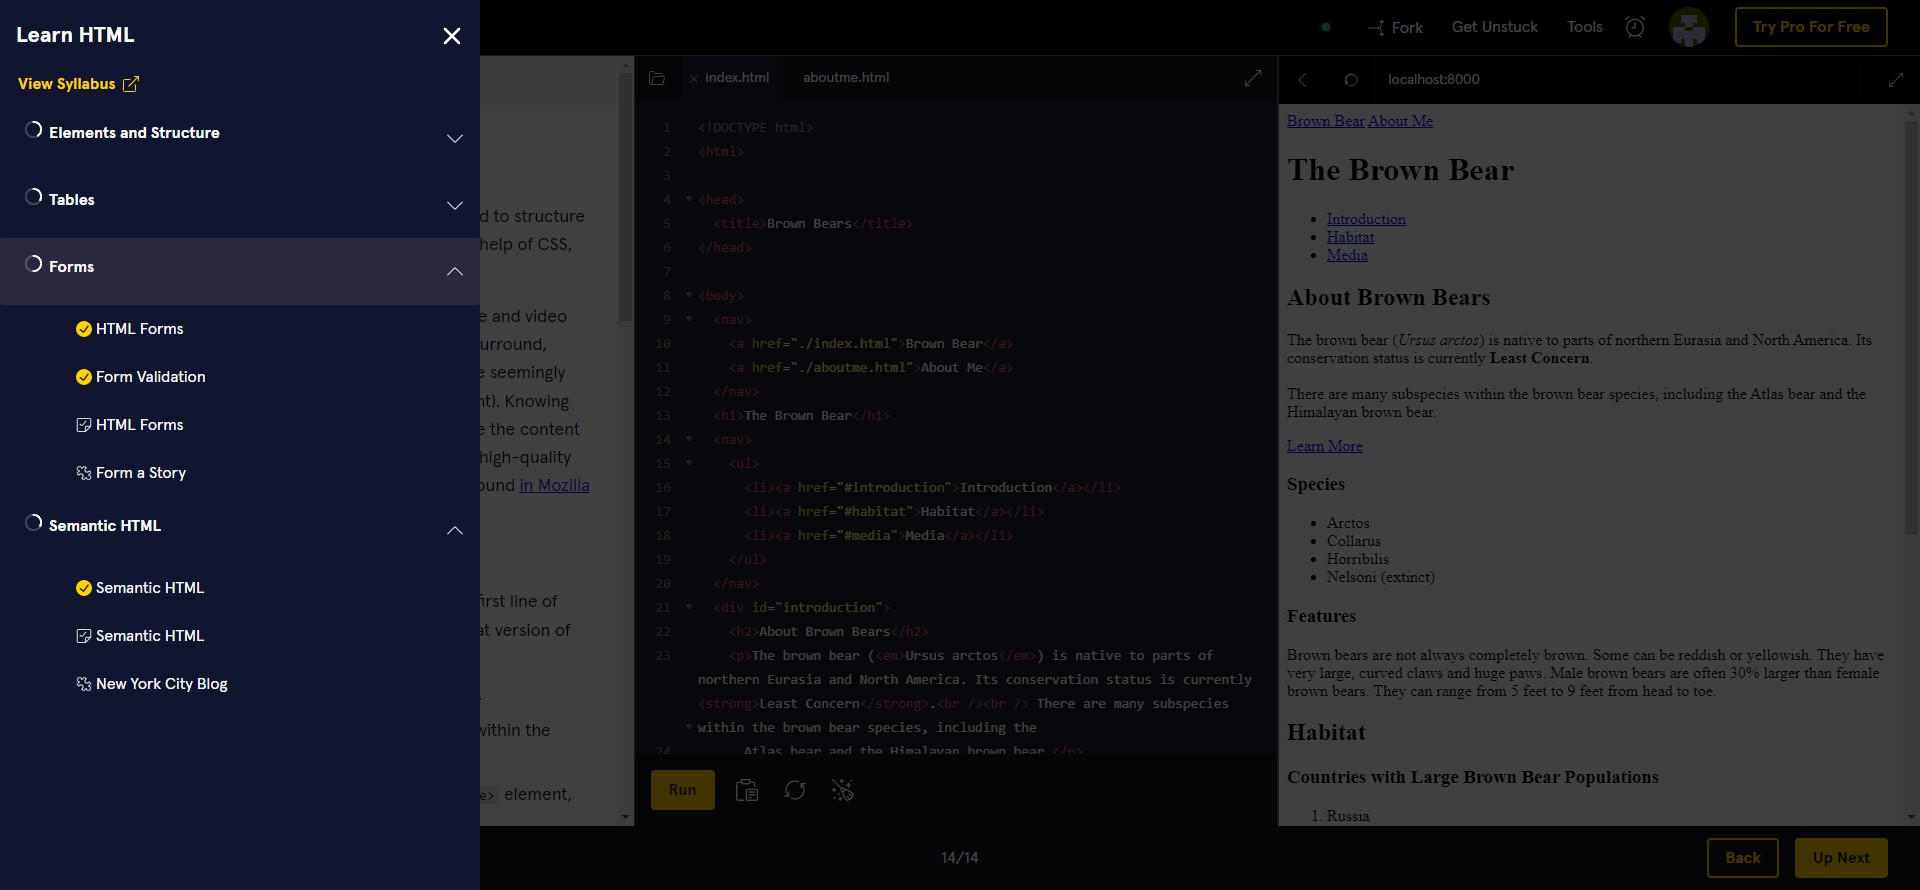 Learn HTML
View Syllabus
Elements and Structure
Tables
Forms
HTML Forms
Form Validation
HTML Forms
Form a Story
Semantic HTML
Semantic HTML
Semantic HTML
New York City Blog
Fork
Get Unstuck
Tools
Try Pro For Free
to structure
help of CSS,
and video
seemingly
Knowing
the content
high-quality
in Mozilla
first line of
version of
within the
element,
index.html
aboutme.html
1 <!DOCTYPE html>
2 <html>
3
4 <head>
5 <title>Brown Bears</title>
6 </head>
7
8 <body>
9 <nav>
10 <a href="./index.html">Brown Bear</a>
11 <a href="./aboutme.html">About Me</a>
12 </nav>
13 <h1>The Brown Bear</h1>
14 <nav>
15 <ul>
16 <li><a href="#introduction">Introduction</a></li>
17 <li><a href="#habitat">Habitat</a></li>
18 <li><a href="#media">Media</a></li>
19 </ul>
20 </nav>
21 <div id="introduction">
22 <h2>About Brown Bears</h2>
23 <p>The brown bear (<em>Ursus arctos</em>) is native to parts of
northern Eurasia and North America. Its conservation status is currently
<strong>Least Concern</strong>.<br /><br /> There are many subspecies
within the brown bear species, including the
24 Atlas bear and the Himalayan brown bear.</p>
Run
localhost:8000
Brown Bear About Me
The Brown Bear
Introduction
Habitat
Media
About Brown Bears
The brown bear (Ursus arctos) is native to parts of northern Eurasia and North America. Its
conservation status is currently Least Concern.
There are many subspecies within the brown bear species, including the Atlas bear and the
Himalayan brown bear.
Learn More
Species
Arctos
Collarus
Horribilis
Nelsoni (extinct)
Features
Brown bears are not always completely brown. Some can be reddish or yellowish. They have
very large, curved claws and huge paws. Male brown bears are often 30% larger than female
brown bears. They can range from 5 feet to 9 feet from head to toe.
Habitat
Countries with Large Brown Bear Populations
1. Russia
14/14
Back
Up Next